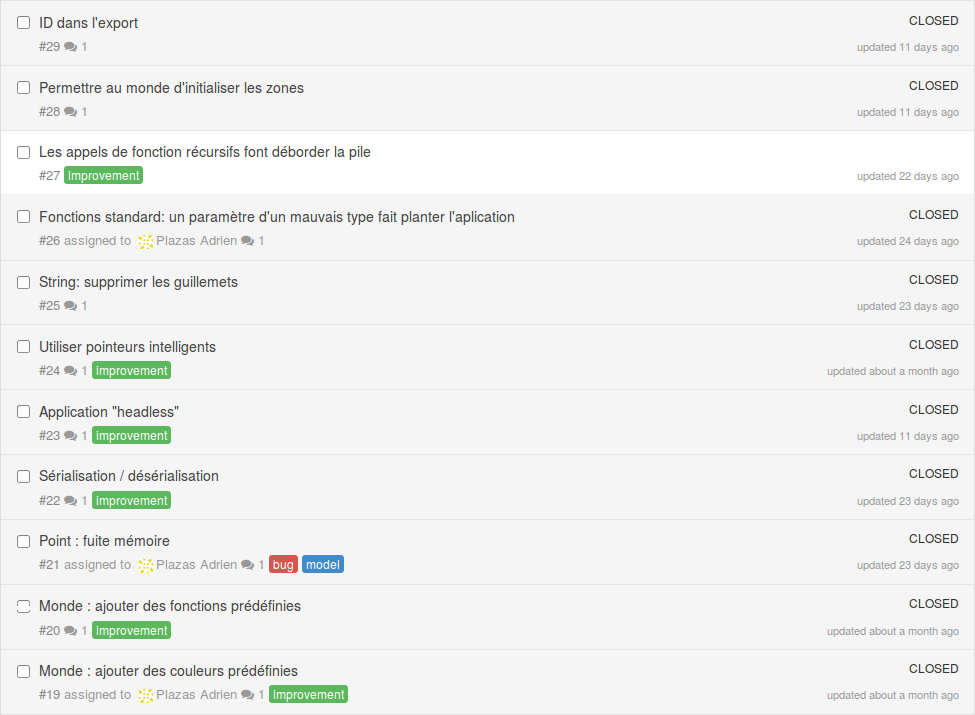 ID dans l'export
CLOSED
#29 1
updated 11 days ago
Permettre au monde d'initialiser les zones
CLOSED
#28 1
updated 11 days ago
Les appels de fonction récursifs font déborder la pile
#27 improvement
updated 22 days ago
Fonctions standard: un paramètre d'un mauvais type fait planter l'aplication
CLOSED
#26 assigned to Plazas Adrien 1
updated 24 days ago
String: supprimer les guillemets
CLOSED
#25 1
updated 23 days ago
Utiliser pointeurs intelligents
CLOSED
#24 1 improvement
updated about a month ago
Application "headless"
CLOSED
#23 1 improvement
updated 11 days ago
Sérialisation / désérialisation
CLOSED
#22 1 improvement
updated 23 days ago
Point : fuite mémoire
CLOSED
#21 assigned to Plazas Adrien 1 bug model
updated 23 days ago
Monde : ajouter des fonctions prédéfinies
CLOSED
#20 1 improvement
updated about a month ago
Monde : ajouter des couleurs prédéfinies
CLOSED
#19 assigned to Plazas Adrien 1 improvement
updated about a month ago